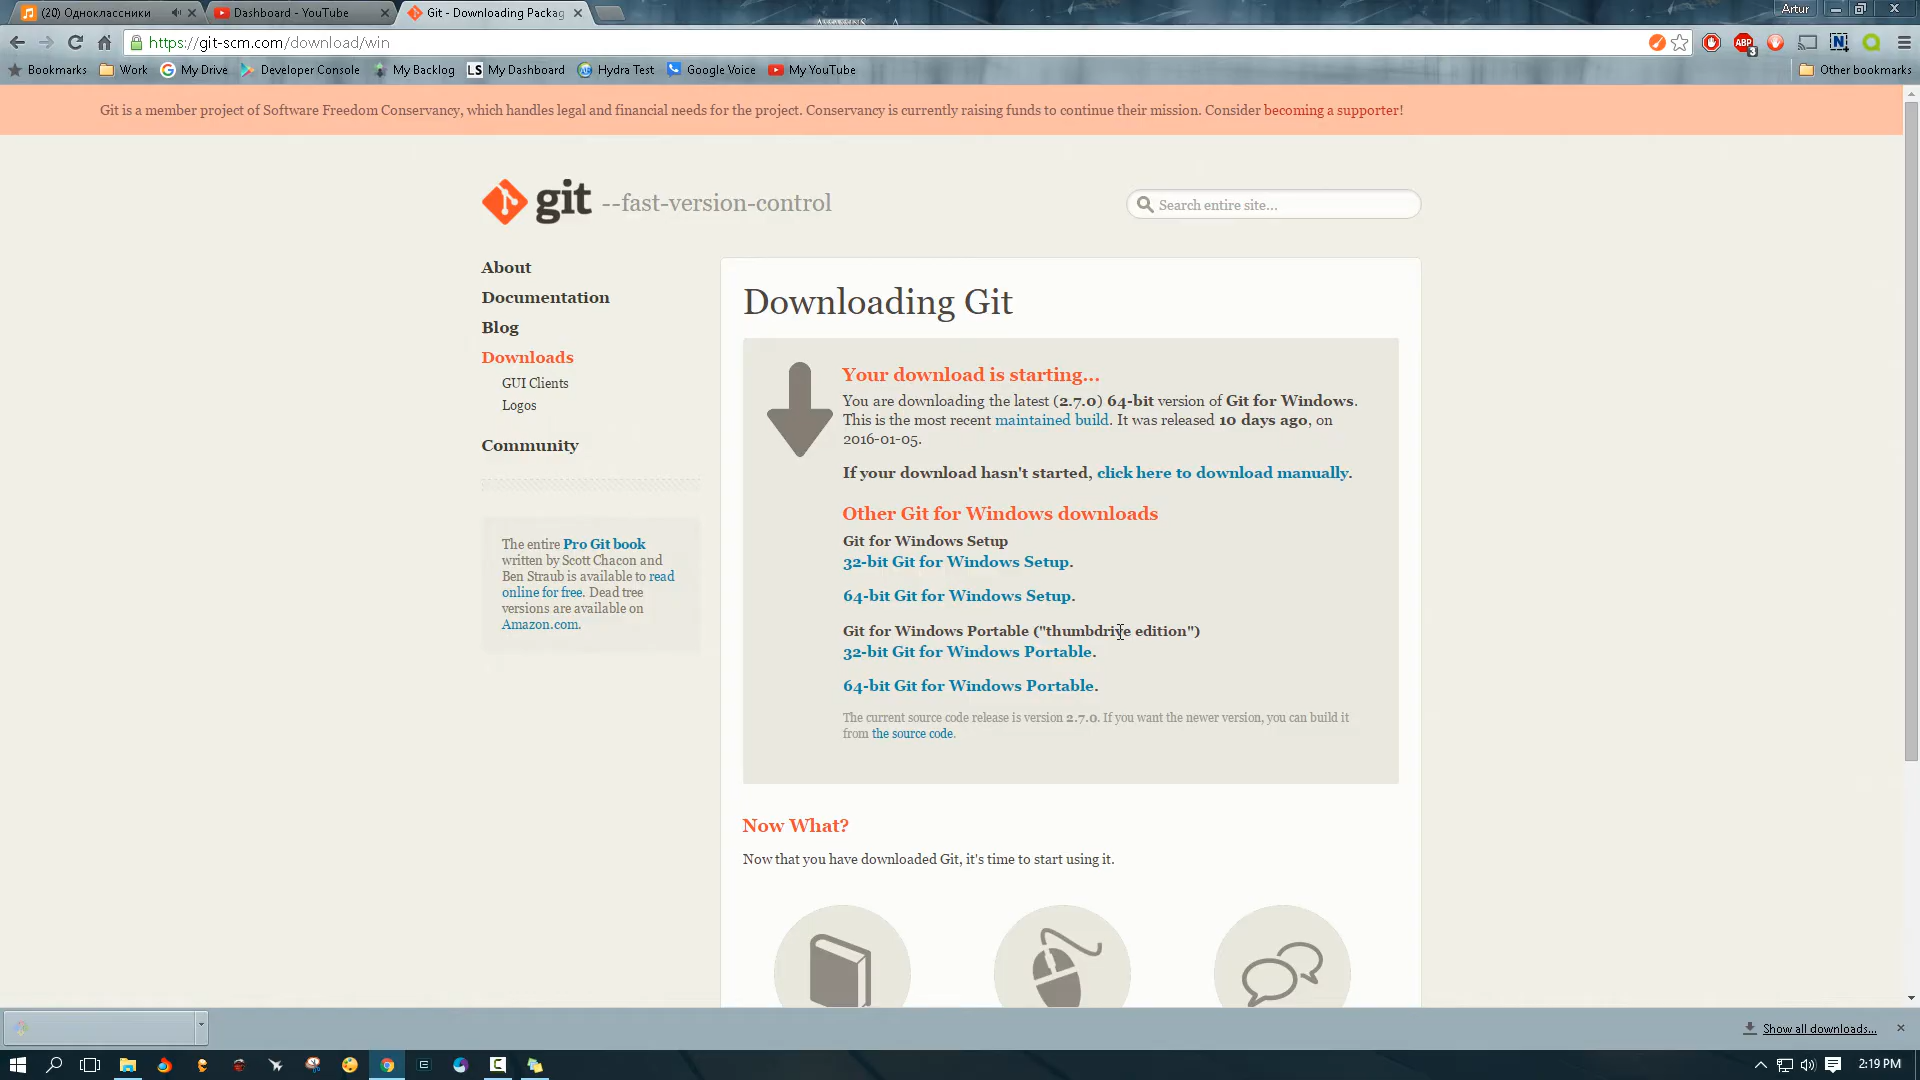 (20) Одноклассники
Dashboard - YouTube
Git - Downloading Packag
Artur
https://git-scm.com/download/win
ABP
3
N
Bookmarks
Work
My Drive
Developer Console
My Backlog
LS My Dashboard
Hydra Test
Google Voice
My YouTube
Other bookmarks
Git is a member project of Software Freedom Conservancy, which handles legal and financial needs for the project. Conservancy is currently raising funds to continue their mission. Consider becoming a supporter!
git --fast-version-control
Search entire site...
About
Documentation
Blog
Downloads
GUI Clients
Logos
Community
The entire Pro Git book
written by Scott Chacon and
Ben Straub is available to read
online for free. Dead tree
versions are available on
Amazon.com.
Downloading Git
Your download is starting...
You are downloading the latest (2.7.0) 64-bit version of Git for Windows.
This is the most recent maintained build. It was released 10 days ago, on
2016-01-05.
If your download hasn't started, click here to download manually.
Other Git for Windows downloads
Git for Windows Setup
32-bit Git for Windows Setup.
64-bit Git for Windows Setup.
Git for Windows Portable ("thumbdrive edition")
32-bit Git for Windows Portable.
64-bit Git for Windows Portable.
The current source code release is version 2.7.0. If you want the newer version, you can build it
from the source code.
Now What?
Now that you have downloaded Git, it's time to start using it.
Show all downloads...
2:19 PM